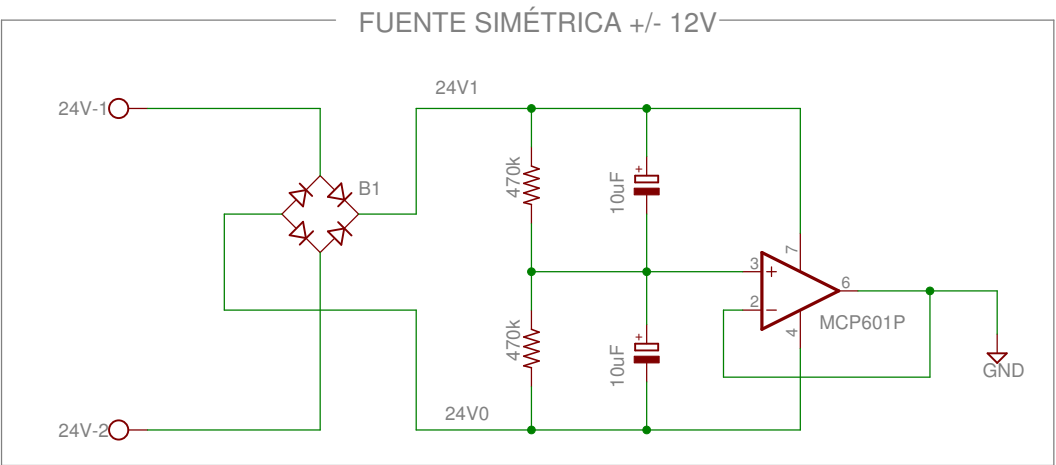 FUENTE SIMÉTRICA +/- 12V
24V1
24V-1
470k
10uF
B1
7
3
+
6
2
-
MCP601P
4
470k
10uF
GND
24V0
24V-2
+
+